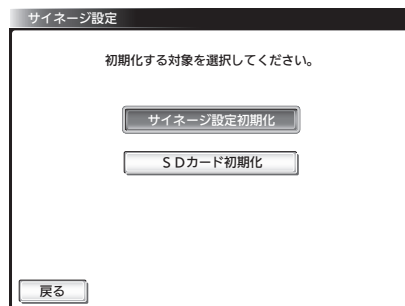 サイネージ設定
初期化する対象を選択してください。
サイネージ設定初期化
ＳＤカード初期化
戻る